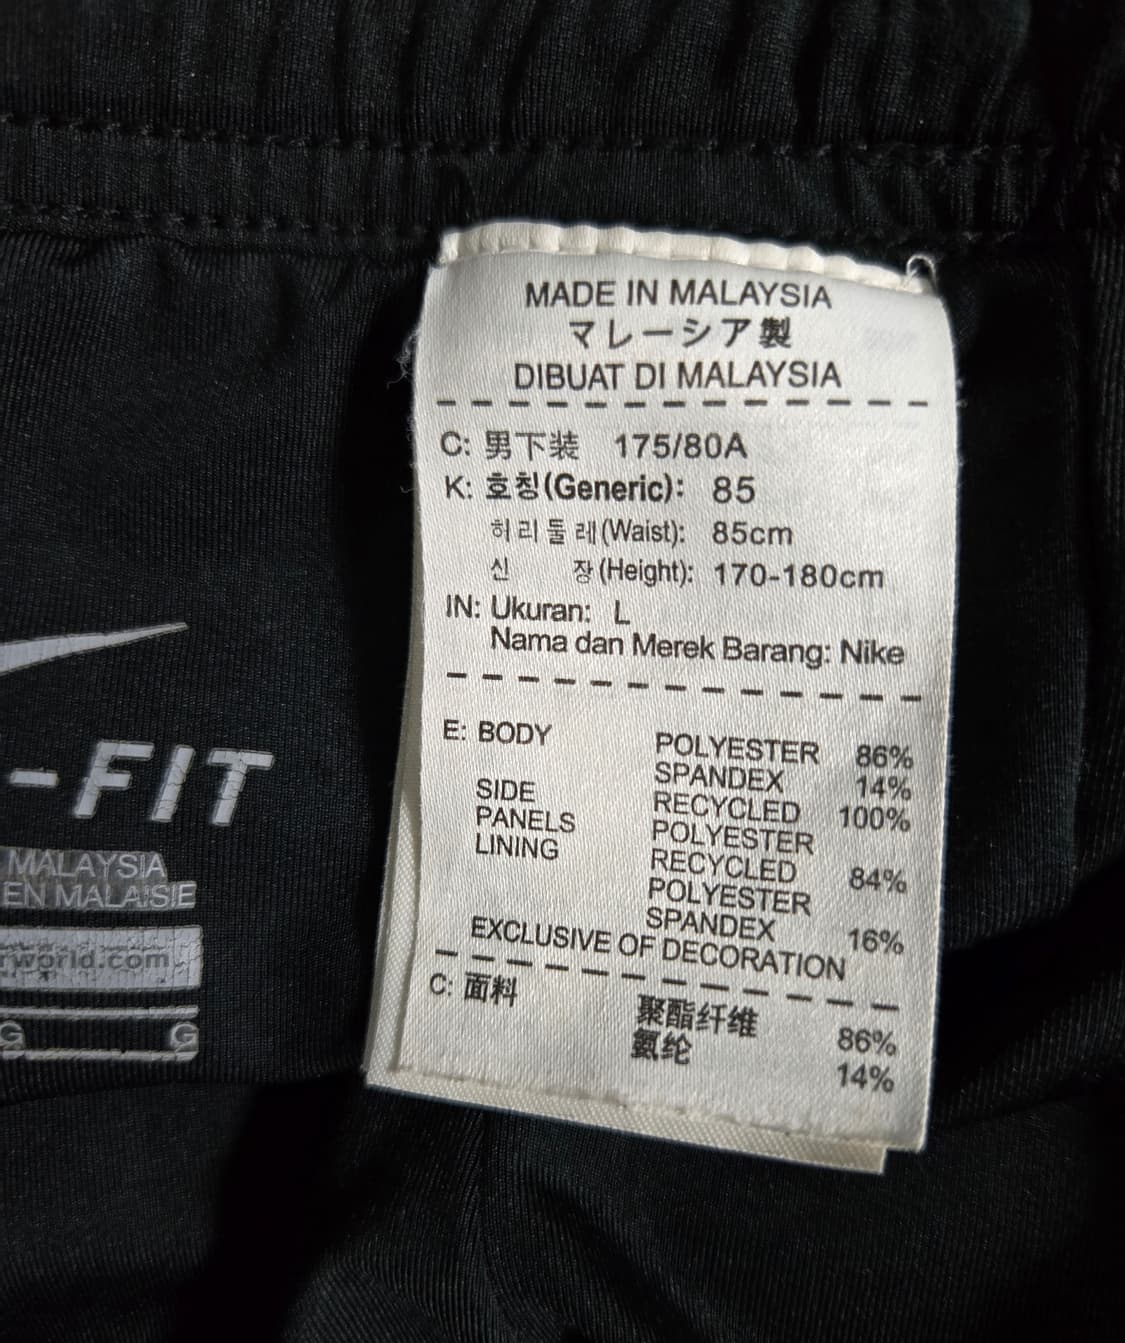 MADE IN MALAYSIA
マレーシア製
DIBUAT DI MALAYSIA
C: 男下装 175/80A
K: 호칭(Generic): 85
허리둘레(Waist): 85cm
신 장(Height): 170-180cm
IN: Ukuran: L
Nama dan Merek Barang: Nike
E: BODY POLYESTER 86%
SPANDEX 14%
SIDE RECYCLED 100%
PANELS POLYESTER
LINING RECYCLED 84%
POLYESTER
SPANDEX 16%
EXCLUSIVE OF DECORATION
C: 面料 聚酯纤维 86%
氨纶 14%
-FIT
MALAYSIA
EN MALAISIE
rworld.com
G G